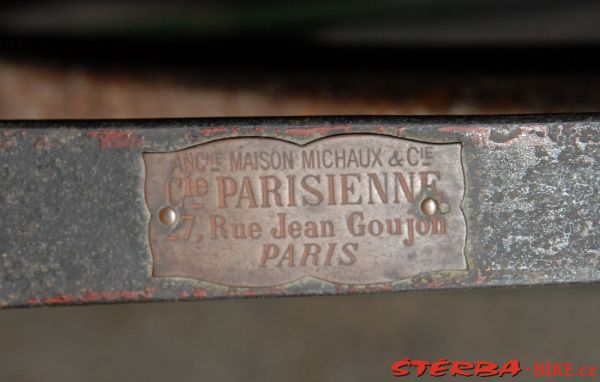 ANCNE MAISON MICHAUX & CIE
Cie PARISIENNE
27, Rue Jean Goujon
PARIS
ŠTĚRBA-BIKE.cz